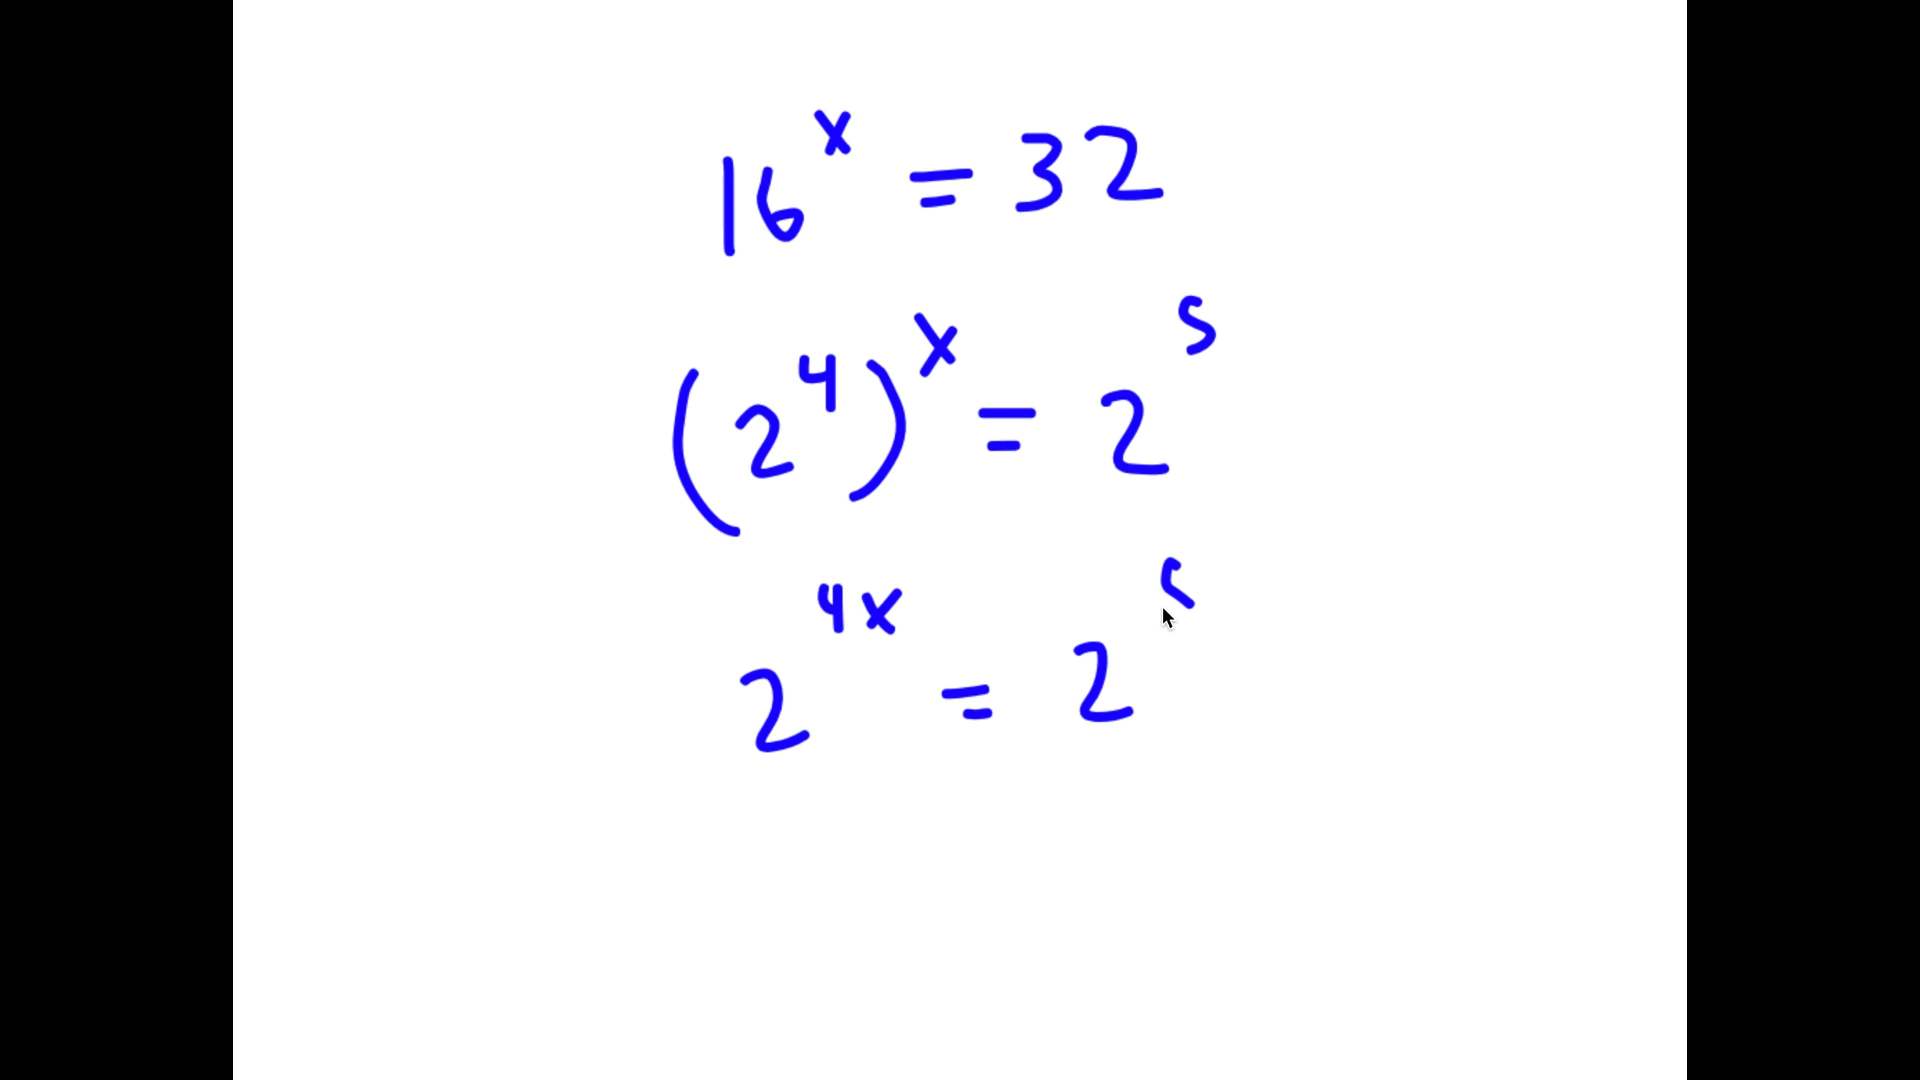 16^x = 32
(2^4)^x = 2^5
2^4x = 2^5